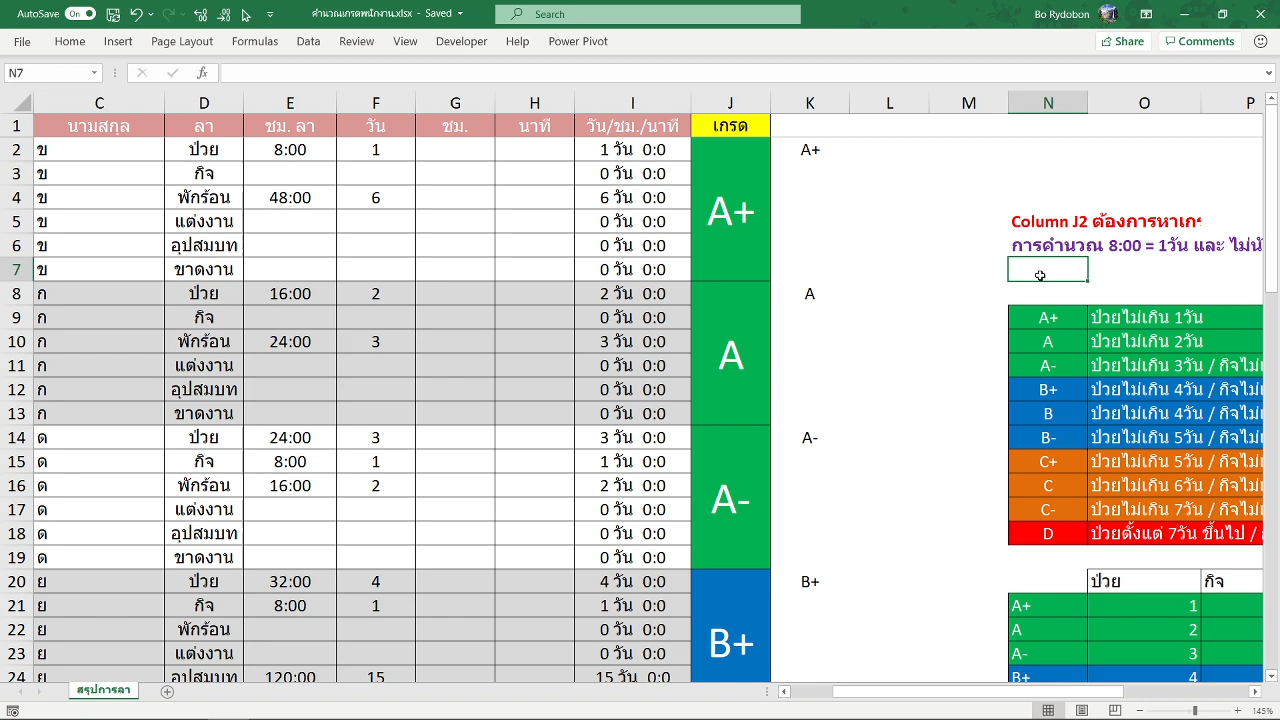 AutoSave On คำนวณเกรดพนักงาน.xlsx - Saved Search Bo Rydobon
File Home Insert Page Layout Formulas Data Review View Developer Help Power Pivot Share Comments
N7 fx
C D E F G H I J K L M N O P
1 นามสกุล ลา ชม. ลา วัน ชม. นาที วัน/ชม./นาที เกรด
2 ข ป่วย 8:00 1 1 วัน 0:0 A+ A+
3 ข กิจ 0 วัน 0:0
4 ข พักร้อน 48:00 6 6 วัน 0:0
5 ข แต่งงาน 0 วัน 0:0 Column J2 ต้องการหาเกร
6 ข อุปสมบท 0 วัน 0:0 การคำนวณ 8:00 = 1วัน และ ไม่นั
7 ข ขาดงาน 0 วัน 0:0
8 ก ป่วย 16:00 2 2 วัน 0:0 A A
9 ก กิจ 0 วัน 0:0 A+ ป่วยไม่เกิน 1วัน
10 ก พักร้อน 24:00 3 3 วัน 0:0 A ป่วยไม่เกิน 2วัน
11 ก แต่งงาน 0 วัน 0:0 A- ป่วยไม่เกิน 3วัน / กิจไม่เ
12 ก อุปสมบท 0 วัน 0:0 B+ ป่วยไม่เกิน 4วัน / กิจไม่เ
13 ก ขาดงาน 0 วัน 0:0 B ป่วยไม่เกิน 4วัน / กิจไม่เ
14 ด ป่วย 24:00 3 3 วัน 0:0 A- A- B- ป่วยไม่เกิน 5วัน / กิจไม่เ
15 ด กิจ 8:00 1 1 วัน 0:0 C+ ป่วยไม่เกิน 5วัน / กิจไม่เ
16 ด พักร้อน 16:00 2 2 วัน 0:0 C ป่วยไม่เกิน 6วัน / กิจไม่เ
17 ด แต่งงาน 0 วัน 0:0 C- ป่วยไม่เกิน 7วัน / กิจไม่เ
18 ด อุปสมบท 0 วัน 0:0 D ป่วยตั้งแต่ 7วัน ขึ้นไป /
19 ด ขาดงาน 0 วัน 0:0
20 ย ป่วย 32:00 4 4 วัน 0:0 B+ B+ ป่วย กิจ
21 ย กิจ 8:00 1 1 วัน 0:0 A+ 1
22 ย พักร้อน 0 วัน 0:0 A 2
23 ย แต่งงาน 0 วัน 0:0 A- 3
24 ย อุปสมบท 120:00 15 15 วัน 0:0 B+ 4
สรุปการลา
145%